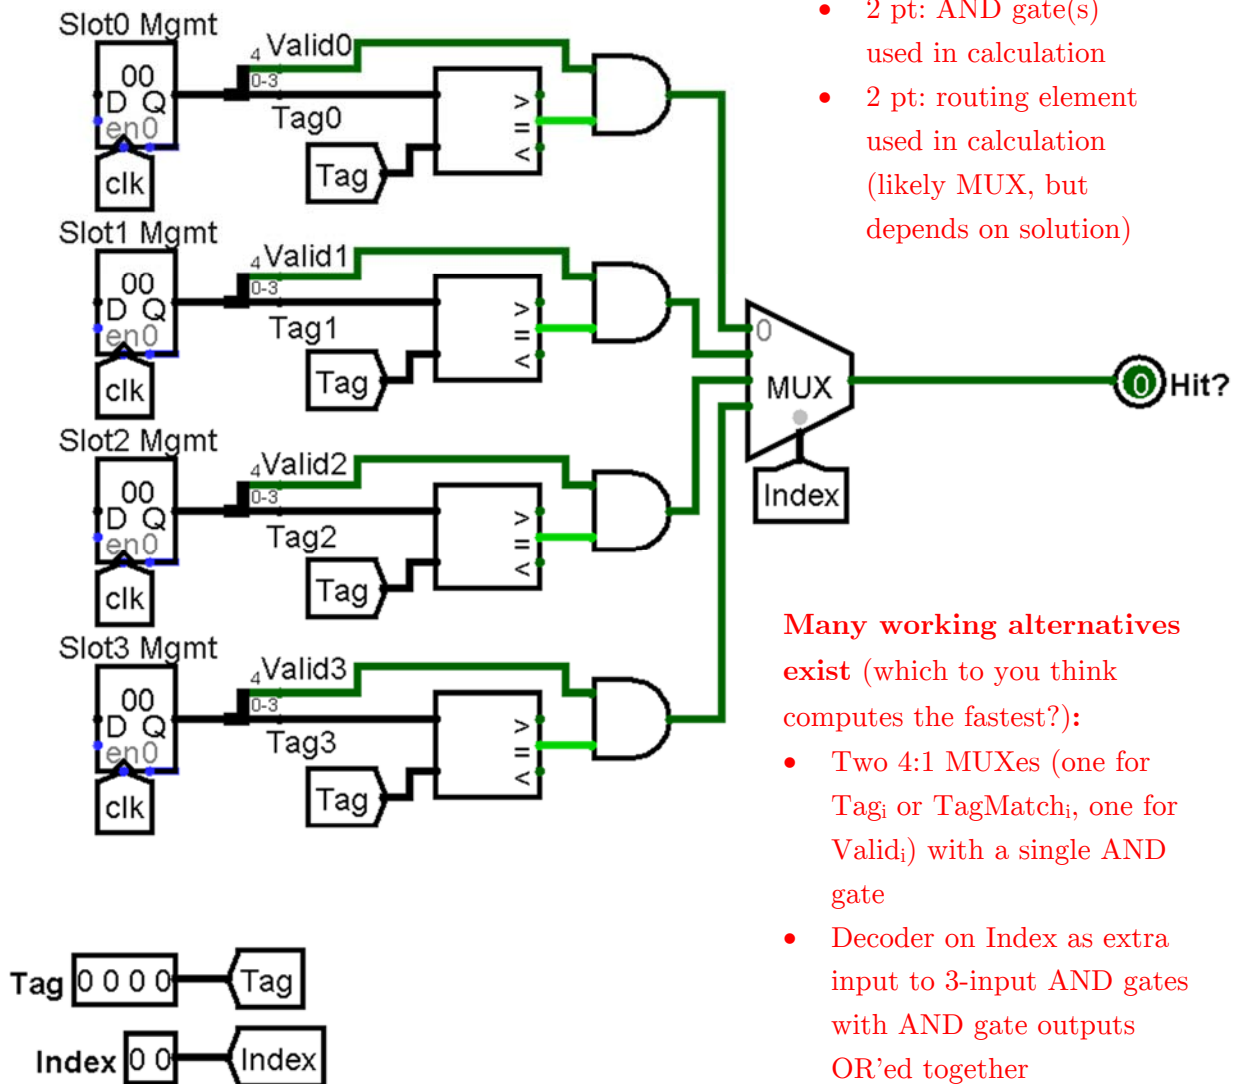 Slot0 Mgmt
00
D Q
en0
clk
4 Valid0
0-3
Tag0
Tag
>
=
<
Slot1 Mgmt
00
D Q
en0
clk
4 Valid1
0-3
Tag1
Tag
>
=
<
Slot2 Mgmt
00
D Q
en0
clk
4 Valid2
0-3
Tag2
Tag
>
=
<
Slot3 Mgmt
00
D Q
en0
clk
4 Valid3
0-3
Tag3
Tag
>
=
<
0
MUX
Index
0 Hit?
• 2 pt: AND gate(s)
used in calculation
• 2 pt: routing element
used in calculation
(likely MUX, but
depends on solution)
Many working alternatives
exist (which to you think
computes the fastest?):
• Two 4:1 MUXes (one for
Tagi or TagMatchi, one for
Validi) with a single AND
gate
• Decoder on Index as extra
input to 3-input AND gates
with AND gate outputs
OR'ed together
Tag 0 0 0 0 Tag
Index 0 0 Index